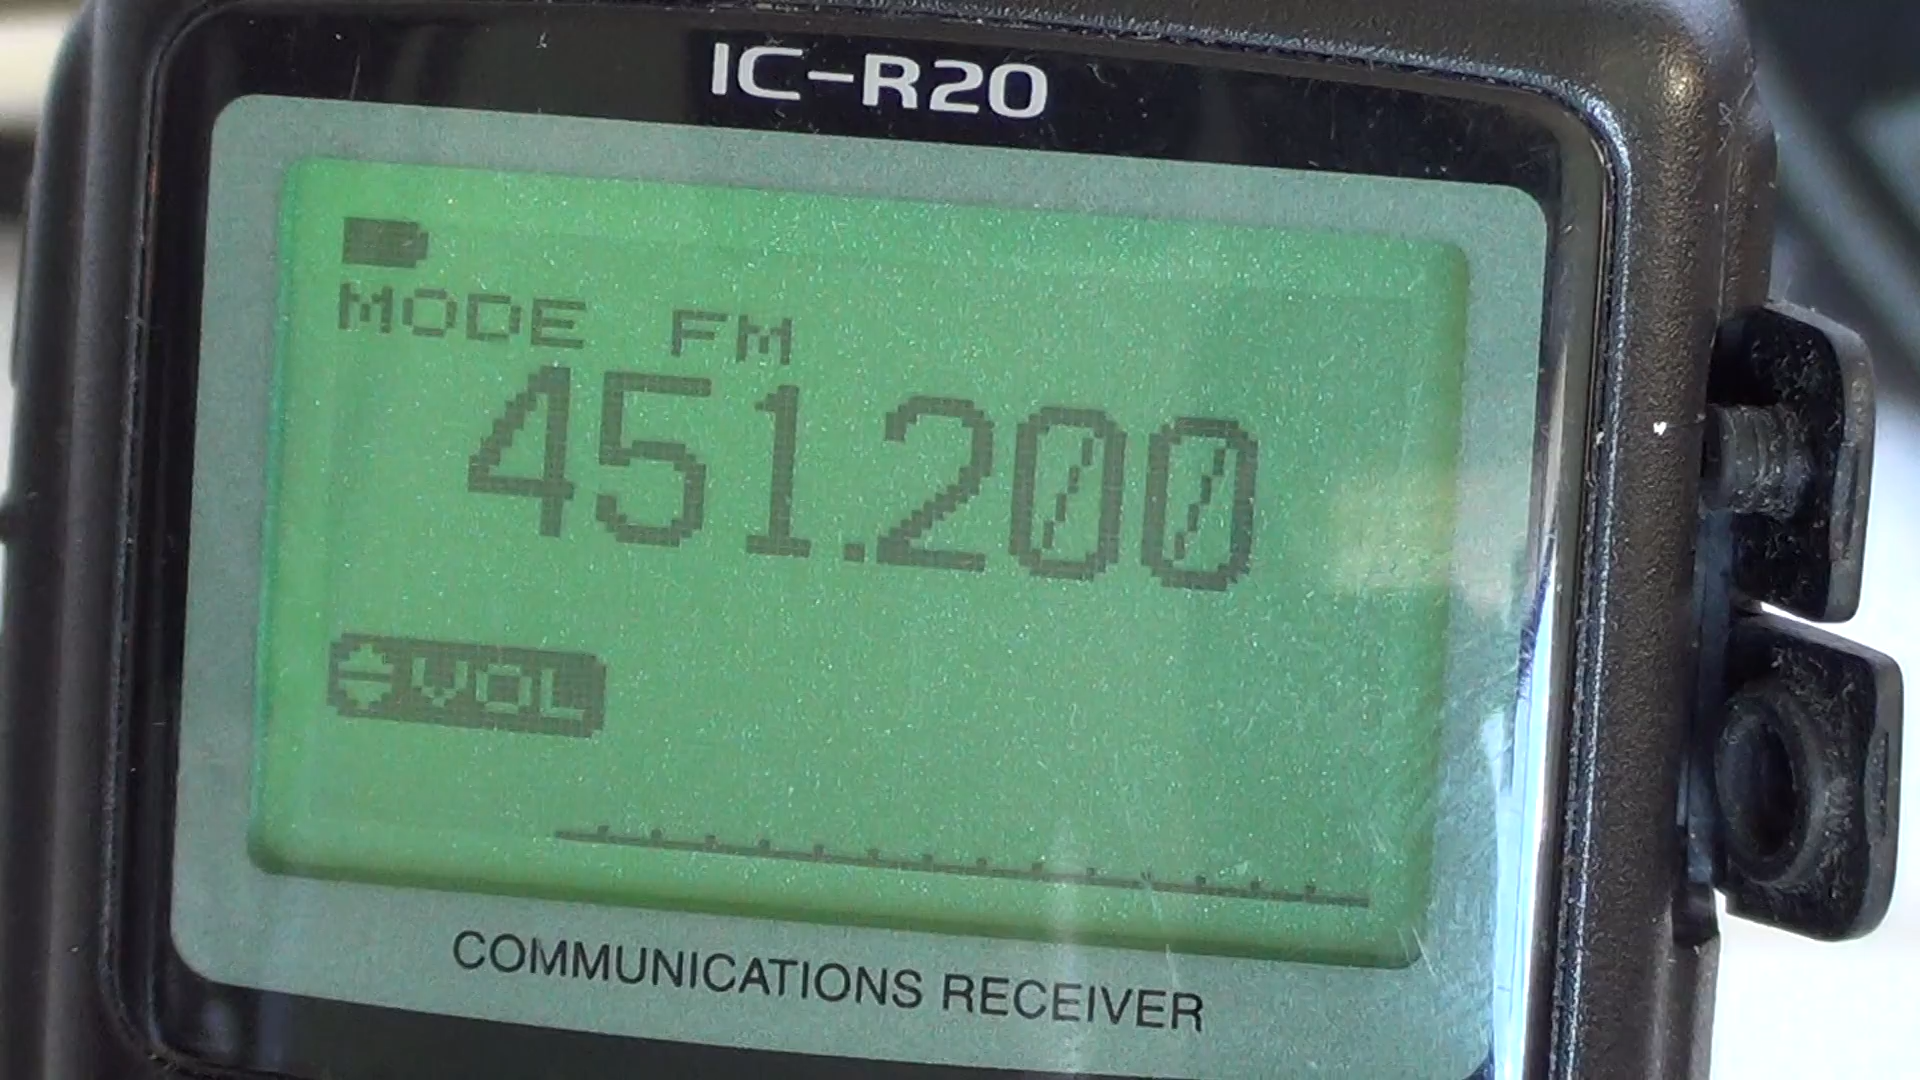 IC-R20
MODE FM
451.200
VOL
COMMUNICATIONS RECEIVER